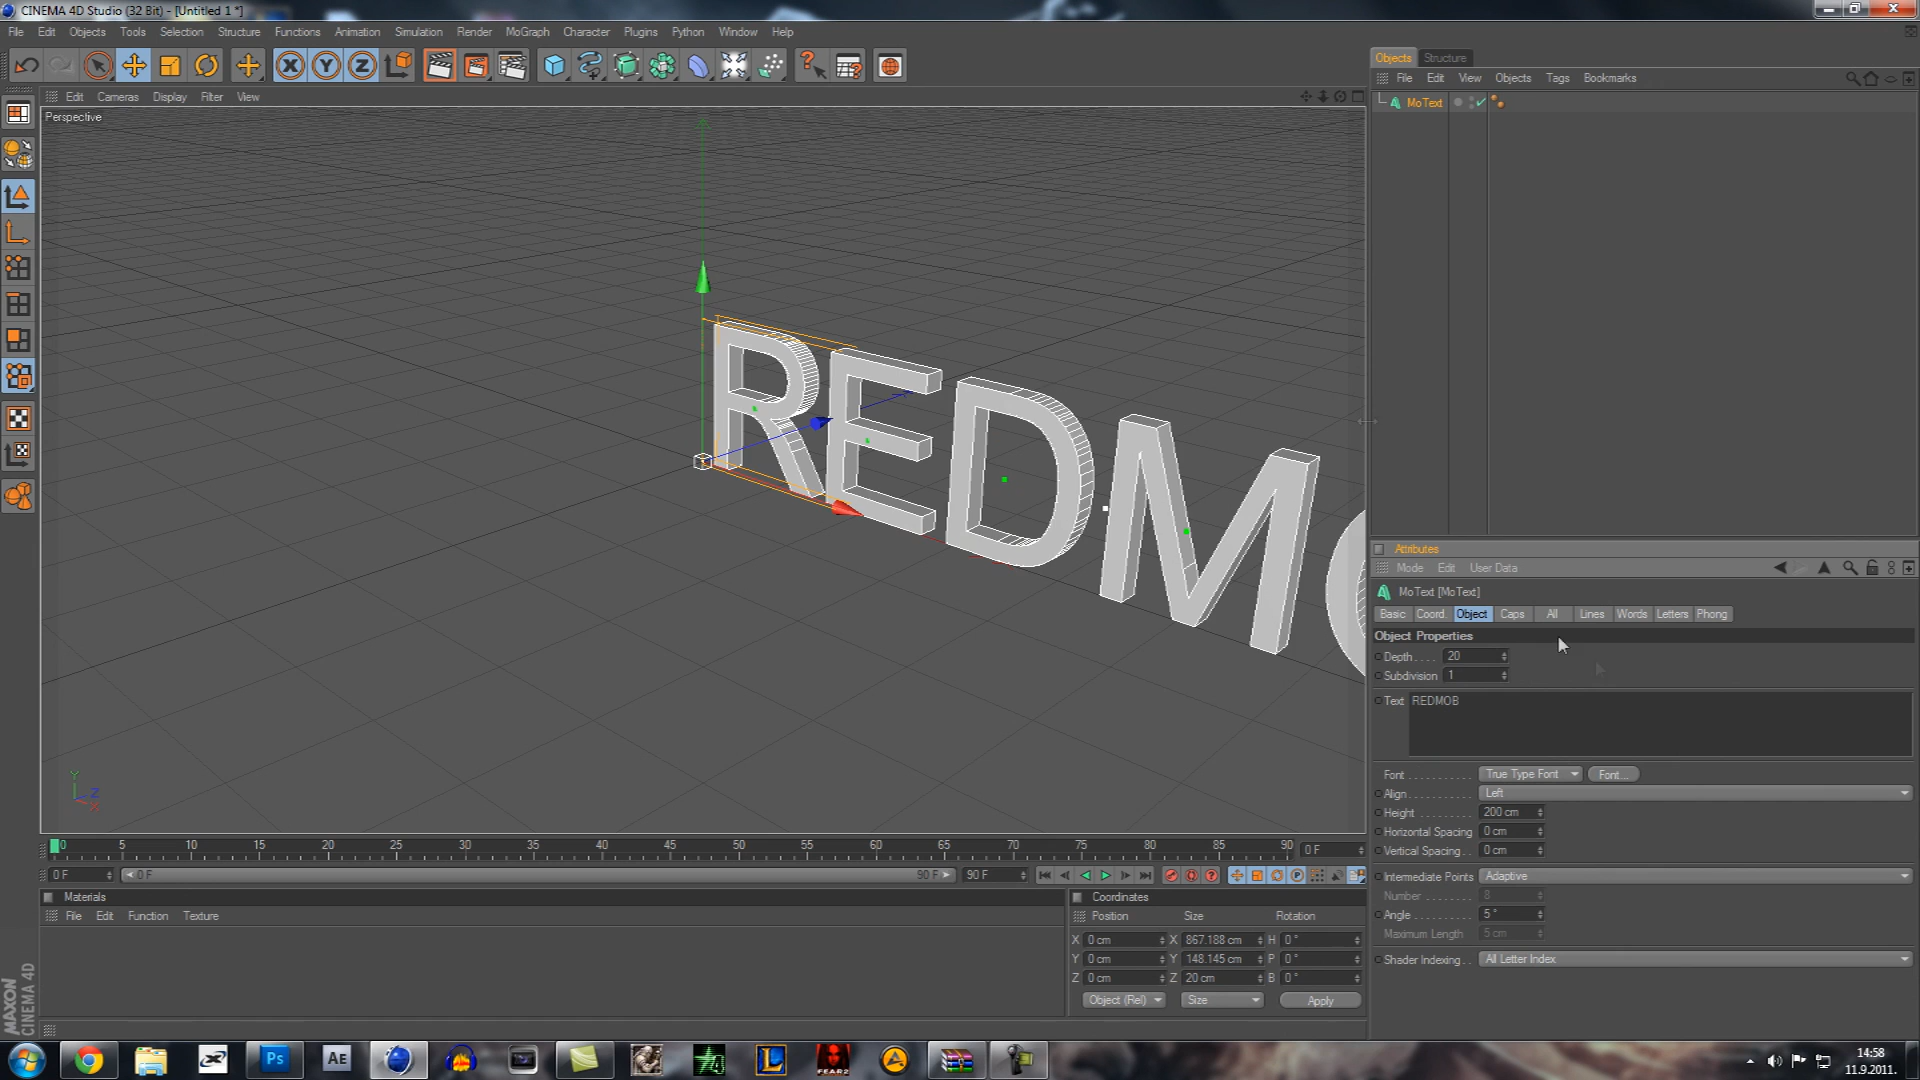 CINEMA 4D Studio (32 Bit) - [Untitled 1 *]
File Edit Objects Tools Selection Structure Functions Animation Simulation Render MoGraph Character Plugins Python Window Help
X Y Z
Objects Structure
File Edit View Objects Tags Bookmarks
MoText
Edit Cameras Display Filter View
Perspective
REDM
Y
Z
X
Attributes
Mode Edit User Data
MoText [MoText]
Basic Coord. Object Caps All Lines Words Letters Phong
Object Properties
Depth.... 20
Subdivision 1
Text REDMOB
Font True Type Font Font...
Align Left
Height 200 cm
Horizontal Spacing 0 cm
Vertical Spacing 0 cm
Intermediate Points Adaptive
Number 8
Angle 5 °
Maximum Length 5 cm
Shader Indexing All Letter Index
0 5 10 15 20 25 30 35 40 45 50 55 60 65 70 75 80 85 90 0 F
0 F 0 F 90 F 90 F
Materials
File Edit Function Texture
Coordinates
Position Size Rotation
X 0 cm X 867.188 cm H 0 °
Y 0 cm Y 148.145 cm P 0 °
Z 0 cm Z 20 cm B 0 °
Object (Rel) Size Apply
MAXON
CINEMA 4D
Ps AE L FEAR2
14:58
11.9.2011.